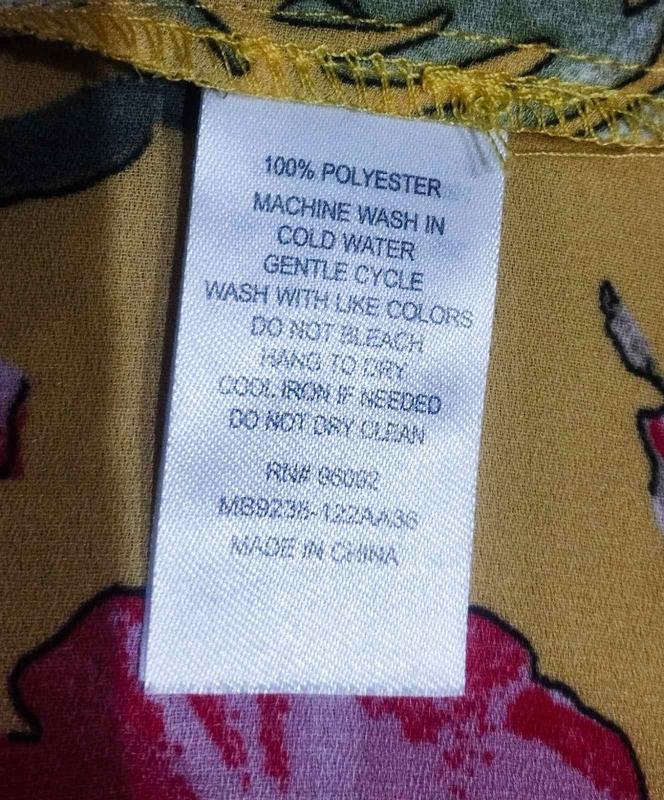 100% POLYESTER
MACHINE WASH IN
COLD WATER
GENTLE CYCLE
WASH WITH LIKE COLORS
DO NOT BLEACH
HANG TO DRY
COOL IRON IF NEEDED
DO NOT DRY CLEAN
RN#
MADE IN CHINA